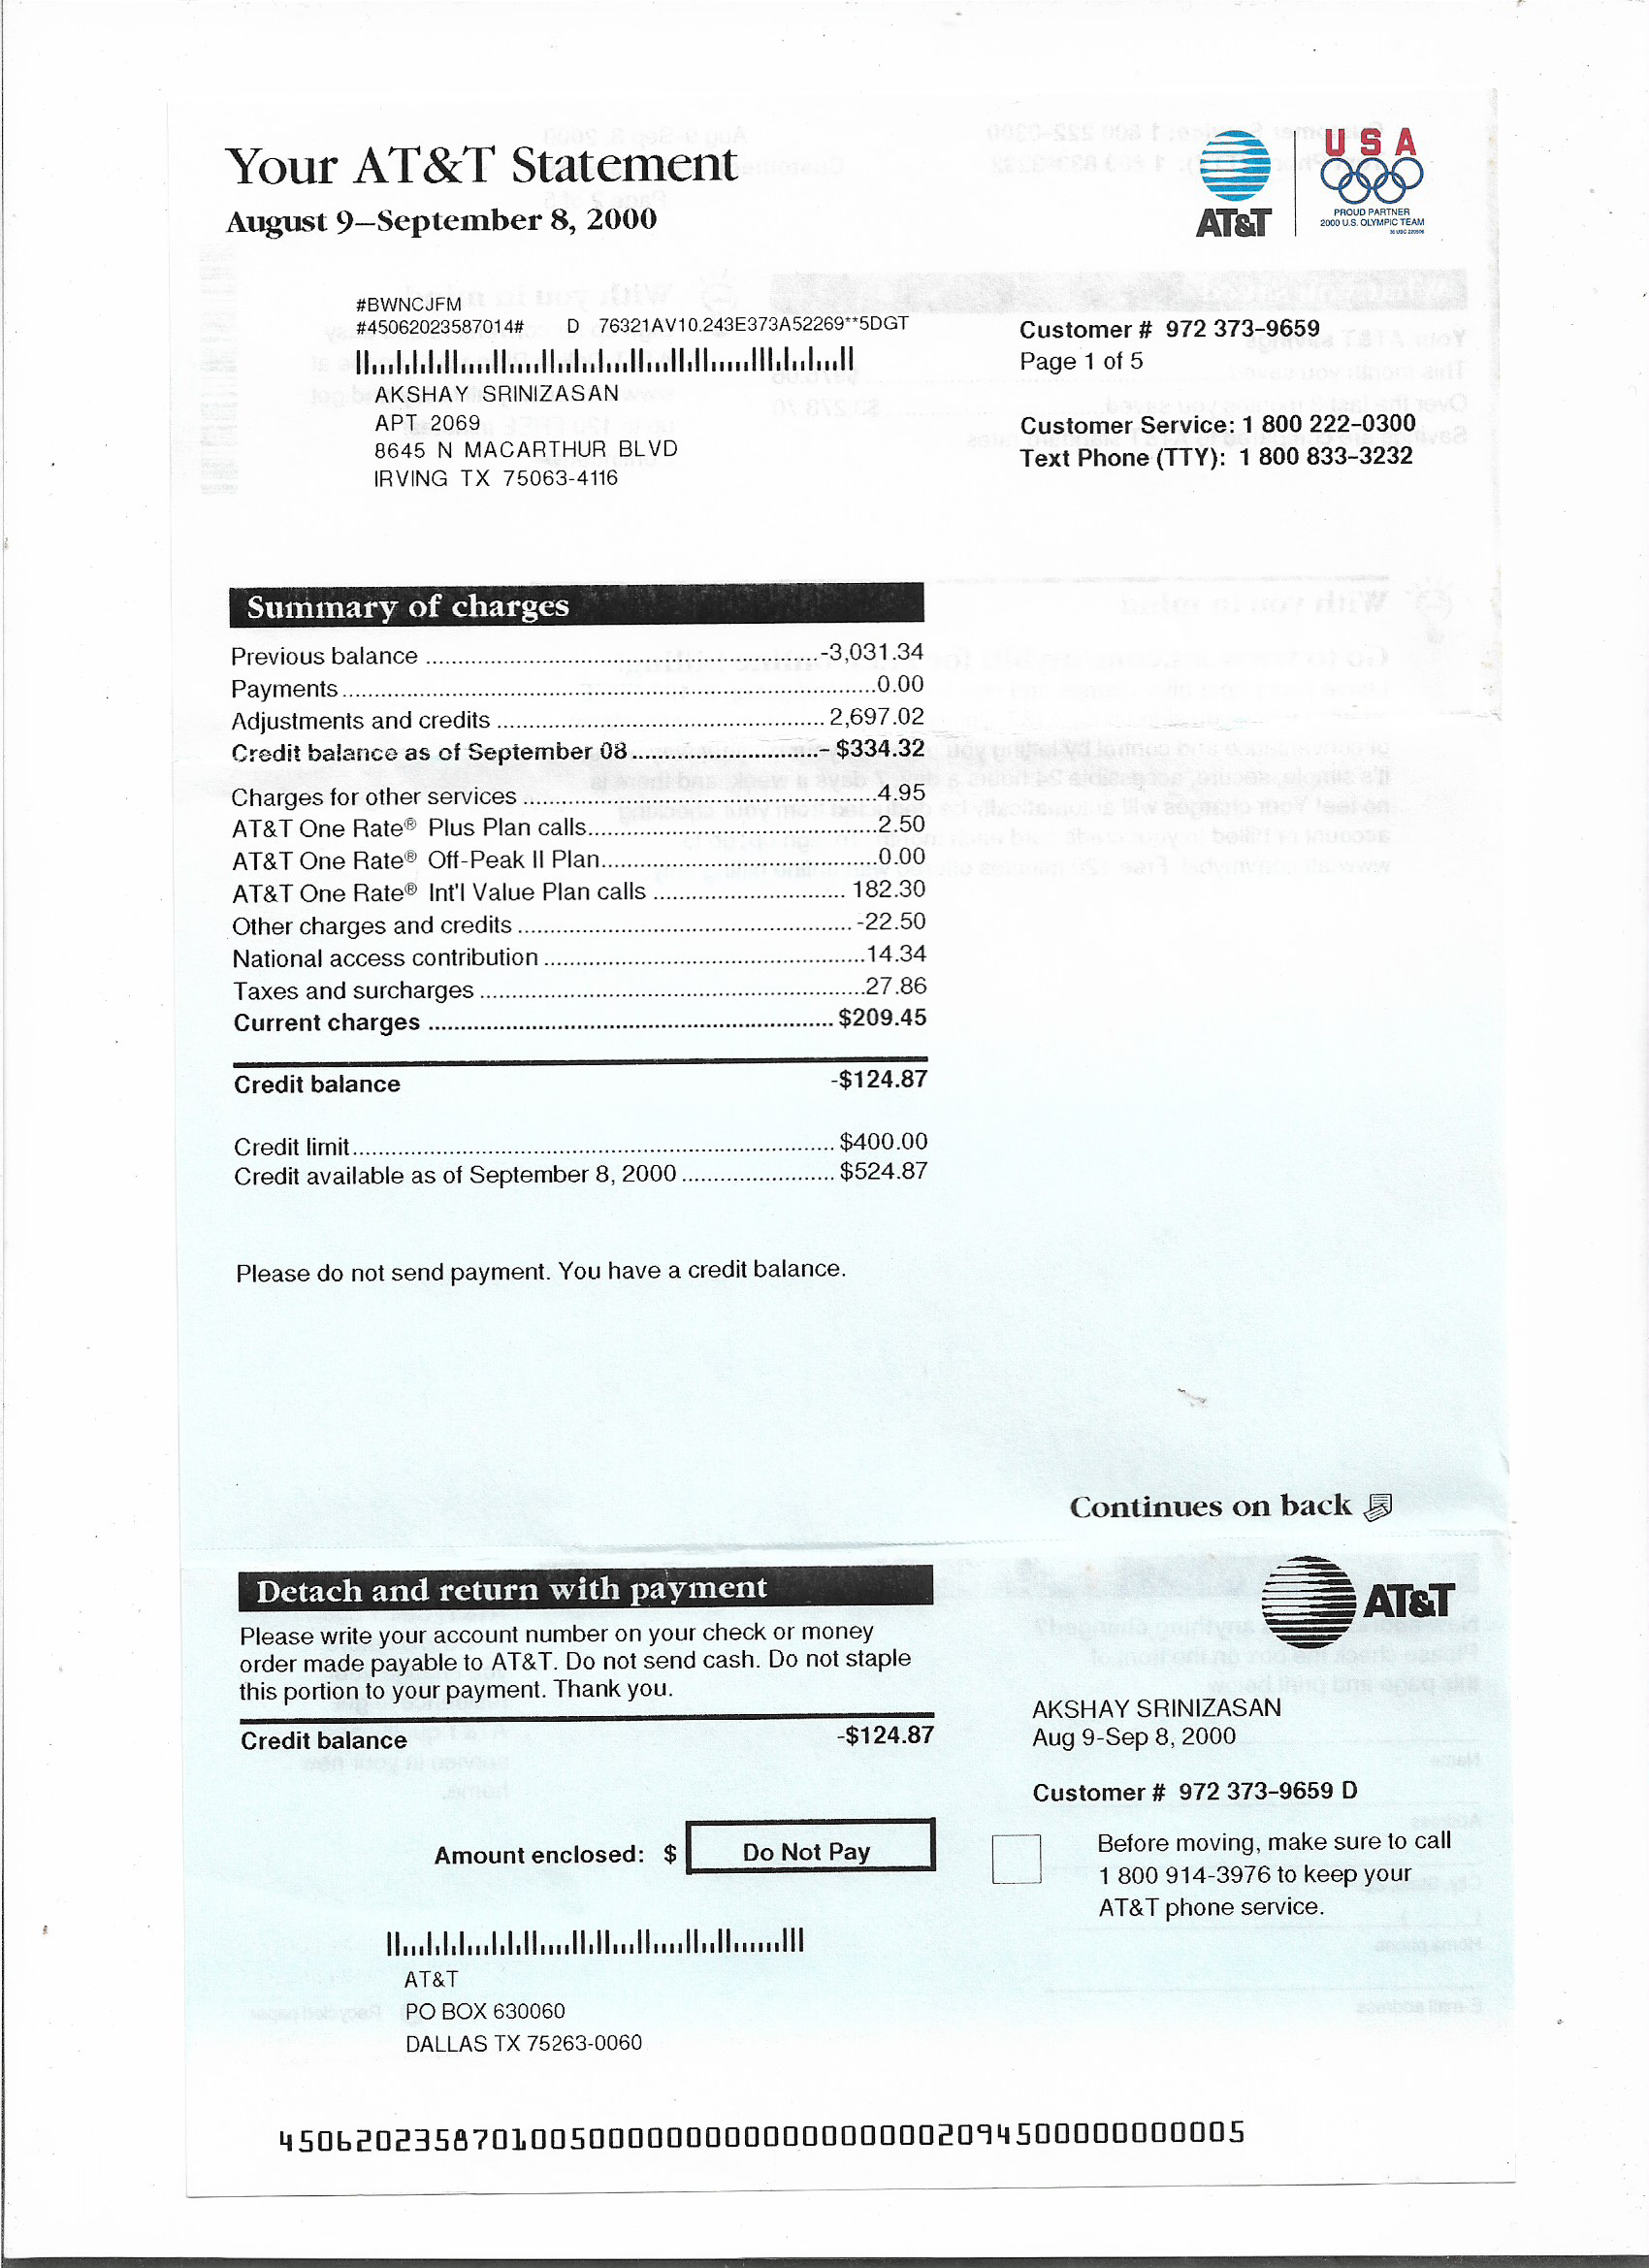 Your AT&T Statement
August 9–September 8, 2000
AT&T
USA
PROUD PARTNER
2000 U.S. OLYMPIC TEAM
#BWNCJFM
#45062023587014# D 76321AV10.243E373A52269**5DGT
AKSHAY SRINIZASAN
APT 2069
8645 N MACARTHUR BLVD
IRVING TX 75063-4116
Customer # 972 373–9659
Page 1 of 5
Customer Service: 1 800 222–0300
Text Phone (TTY): 1 800 833–3232
Summary of charges
Previous balance ............ -3,031.34
Payments ............ 0.00
Adjustments and credits ............ 2,697.02
Credit balance as of September 08 ............ - $334.32
Charges for other services ............ 4.95
AT&T One Rate® Plus Plan calls ............ 2.50
AT&T One Rate® Off-Peak II Plan ............ 0.00
AT&T One Rate® Int'l Value Plan calls ............ 182.30
Other charges and credits ............ -22.50
National access contribution ............ 14.34
Taxes and surcharges ............ 27.86
Current charges ............ $209.45
Credit balance -$124.87
Credit limit ............ $400.00
Credit available as of September 8, 2000 ............ $524.87
Please do not send payment. You have a credit balance.
Continues on back
Detach and return with payment
AT&T
Please write your account number on your check or money
order made payable to AT&T. Do not send cash. Do not staple
this portion to your payment. Thank you.
Credit balance -$124.87
AKSHAY SRINIZASAN
Aug 9-Sep 8, 2000
Customer # 972 373–9659 D
Amount enclosed: $ Do Not Pay
Before moving, make sure to call
1 800 914-3976 to keep your
AT&T phone service.
AT&T
PO BOX 630060
DALLAS TX 75263-0060